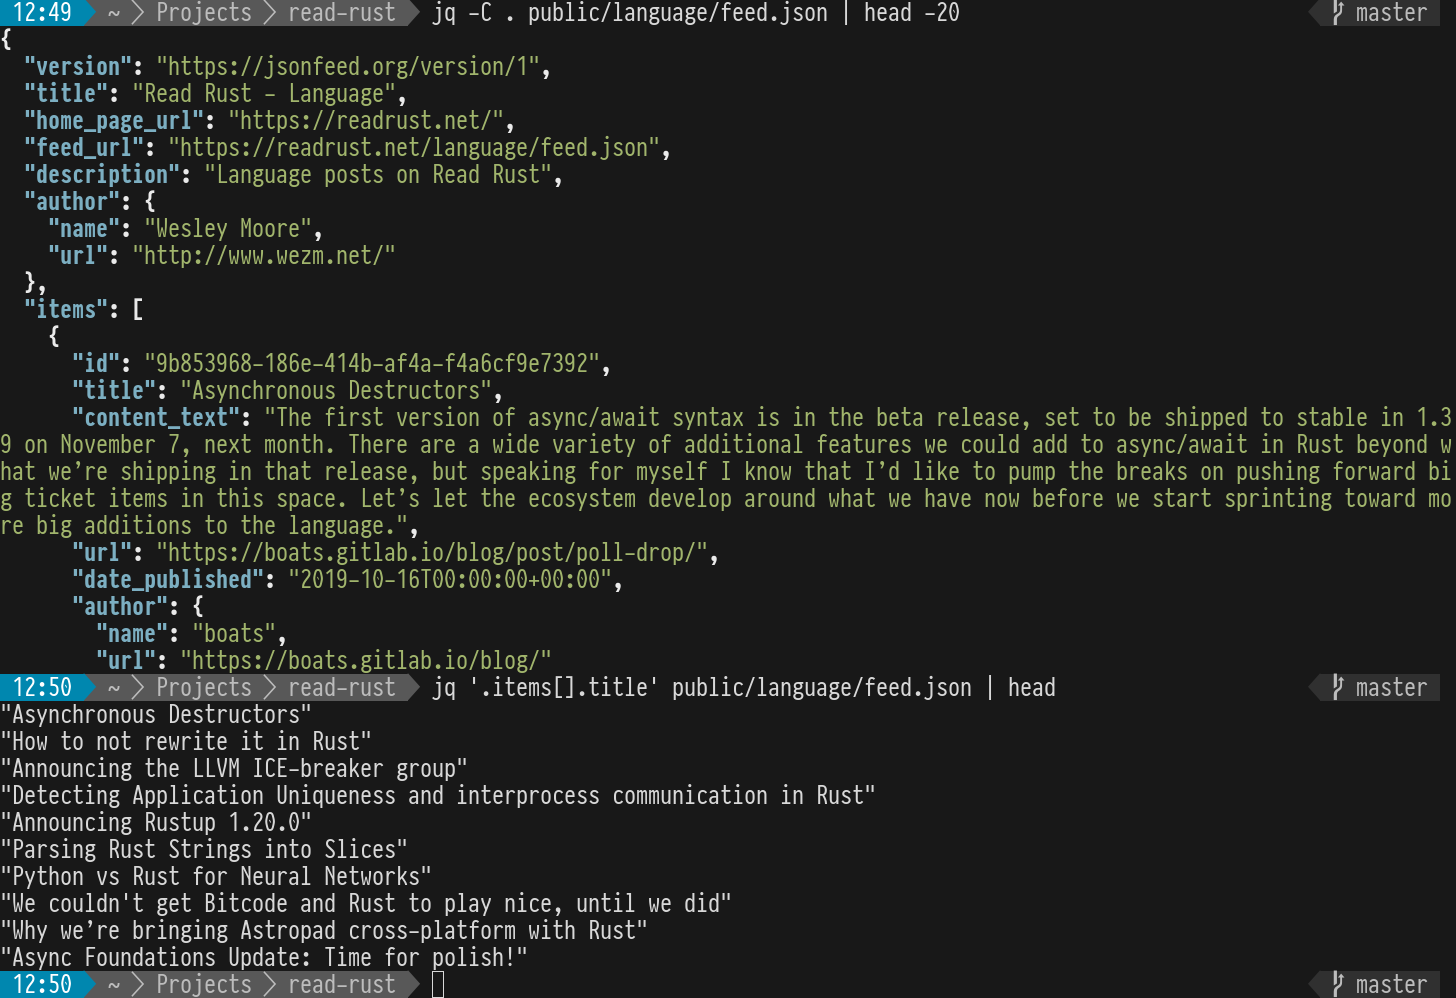 12:49 ~ Projects read-rust jq -C . public/language/feed.json | head -20 master
{
  "version": "https://jsonfeed.org/version/1",
  "title": "Read Rust - Language",
  "home_page_url": "https://readrust.net/",
  "feed_url": "https://readrust.net/language/feed.json",
  "description": "Language posts on Read Rust",
  "author": {
    "name": "Wesley Moore",
    "url": "http://www.wezm.net/"
  },
  "items": [
    {
      "id": "9b853968-186e-414b-af4a-f4a6cf9e7392",
      "title": "Asynchronous Destructors",
      "content_text": "The first version of async/await syntax is in the beta release, set to be shipped to stable in 1.3
9 on November 7, next month. There are a wide variety of additional features we could add to async/await in Rust beyond w
hat we’re shipping in that release, but speaking for myself I know that I’d like to pump the breaks on pushing forward bi
g ticket items in this space. Let’s let the ecosystem develop around what we have now before we start sprinting toward mo
re big additions to the language.",
      "url": "https://boats.gitlab.io/blog/post/poll-drop/",
      "date_published": "2019-10-16T00:00:00+00:00",
      "author": {
        "name": "boats",
        "url": "https://boats.gitlab.io/blog/"
12:50 ~ Projects read-rust jq '.items[].title' public/language/feed.json | head master
"Asynchronous Destructors"
"How to not rewrite it in Rust"
"Announcing the LLVM ICE-breaker group"
"Detecting Application Uniqueness and interprocess communication in Rust"
"Announcing Rustup 1.20.0"
"Parsing Rust Strings into Slices"
"Python vs Rust for Neural Networks"
"We couldn't get Bitcode and Rust to play nice, until we did"
"Why we’re bringing Astropad cross-platform with Rust"
"Async Foundations Update: Time for polish!"
12:50 ~ Projects read-rust master